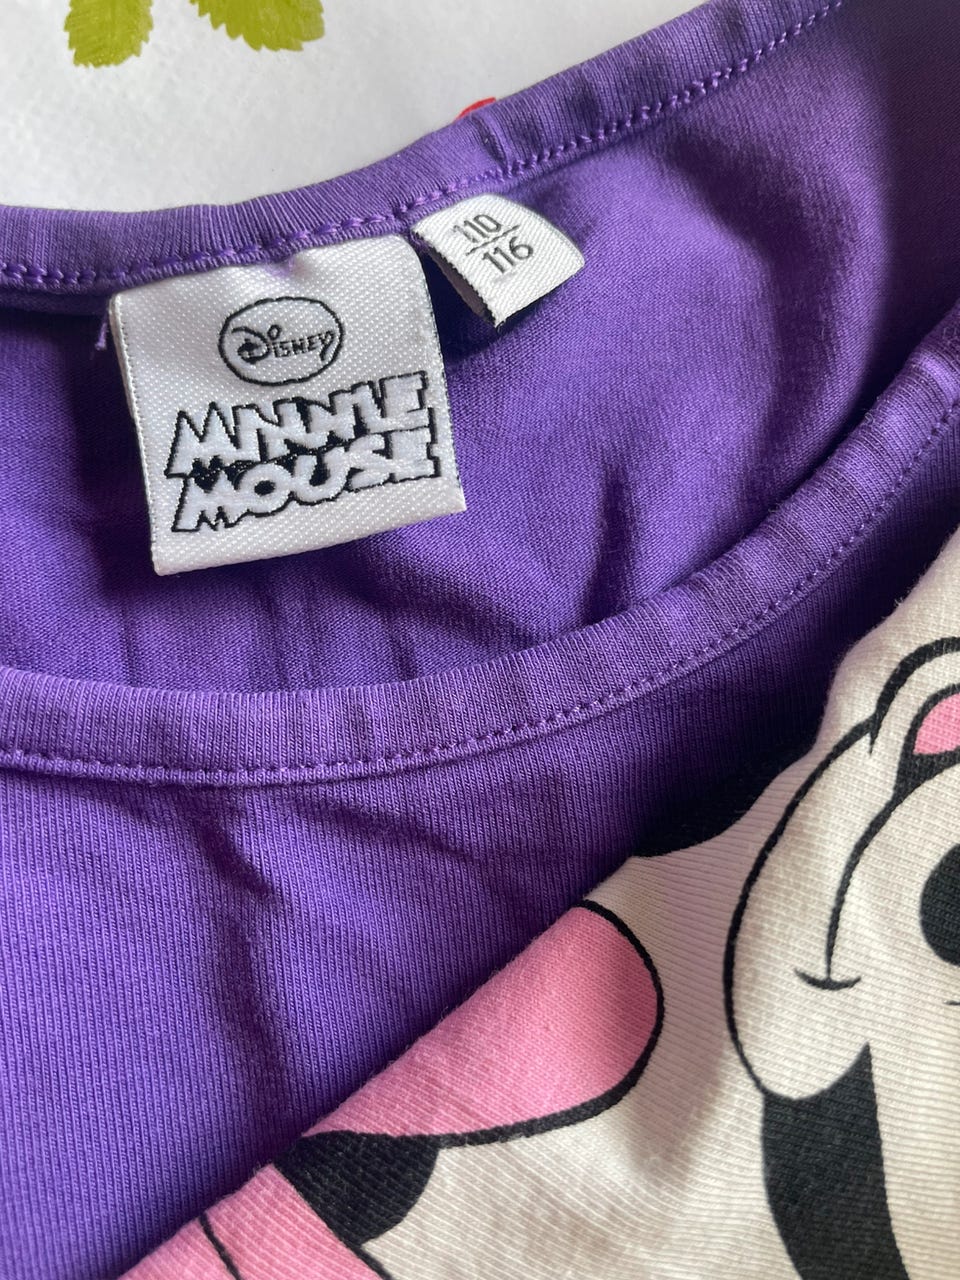 110
116
Disney
MINNIE
MOUSE